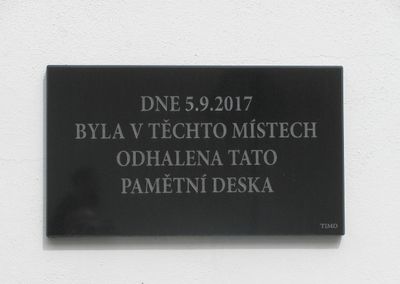 DNE 5.9.2017
BYLA V TĚCHTO MÍSTECH
ODHALENA TATO
PAMĚTNÍ DESKA
TIMO